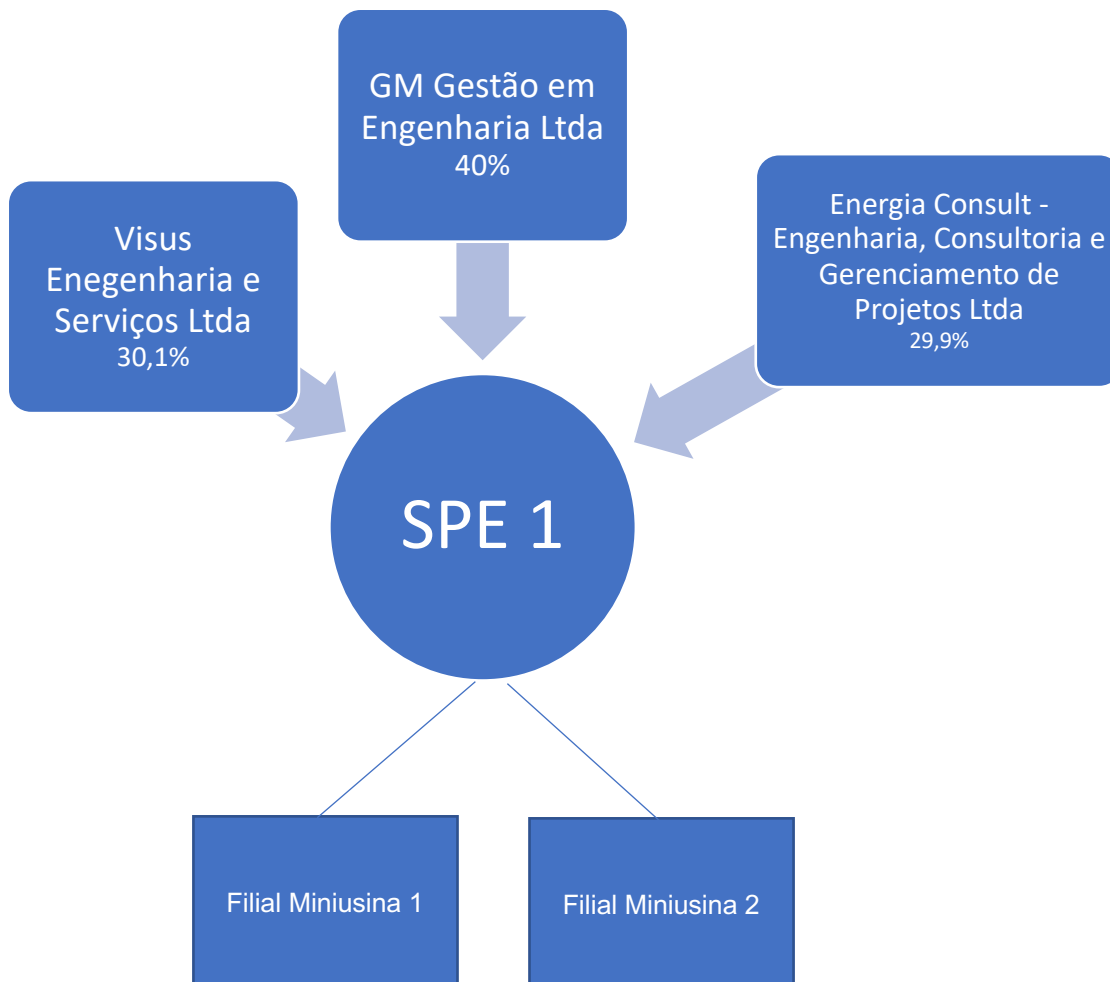 GM Gestão em
Engenharia Ltda
40%
Visus
Enegenharia e
Serviços Ltda
30,1%
Energia Consult -
Engenharia, Consultoria e
Gerenciamento de
Projetos Ltda
29,9%
SPE 1
Filial Miniusina 1
Filial Miniusina 2